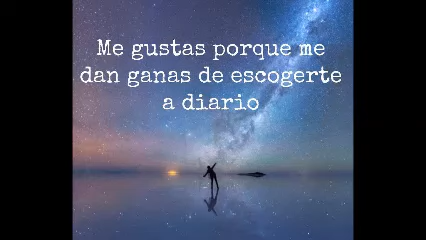 Me gustas porque me
dan ganas de escogerte
a diario